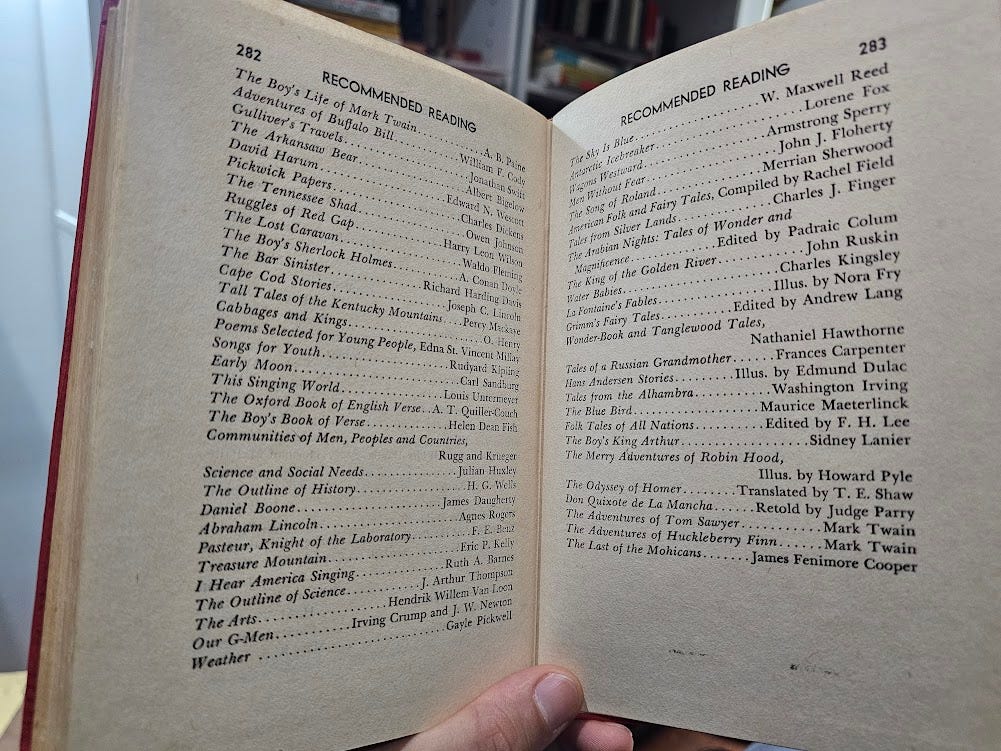 282
RECOMMENDED READING
The Boy's Life of Mark Twain..................A. B. Paine
Adventures of Buffalo Bill..................William F. Cody
Gulliver's Travels..................Jonathan Swift
The Arkansaw Bear..................Albert Bigelow
David Harum..................Edward N. Westcott
Pickwick Papers..................Charles Dickens
The Tennessee Shad..................Owen Johnson
Ruggles of Red Gap..................Harry Leon Wilson
The Lost Caravan..................Waldo Fleming
The Boy's Sherlock Holmes..................A. Conan Doyle
The Bar Sinister..................Richard Harding Davis
Cape Cod Stories..................Joseph C. Lincoln
Tall Tales of the Kentucky Mountains....Percy Mackaye
Cabbages and Kings..................O. Henry
Poems Selected for Young People, Edna St. Vincent Millay
Songs for Youth..................Rudyard Kipling
Early Moon..................Carl Sandburg
This Singing World..................Louis Untermeyer
The Oxford Book of English Verse...A. T. Quiller-Couch
The Boy's Book of Verse..................Helen Dean Fish
Communities of Men, Peoples and Countries,
Rugg and Krueger
Science and Social Needs..................Julian Huxley
The Outline of History..................H. G. Wells
Daniel Boone..................James Daugherty
Abraham Lincoln..................Agnes Rogers
Pasteur, Knight of the Laboratory..................F. E. Benz
Treasure Mountain..................Eric P. Kelly
I Hear America Singing..................Ruth A. Barnes
The Outline of Science..................J. Arthur Thompson
The Arts..................Hendrik Willem Van Loon
Our G-Men..................Irving Crump and J. W. Newton
Weather..................Gayle Pickwell
283
RECOMMENDED READING
The Sky Is Blue..................W. Maxwell Reed
Antarctic Icebreaker..................Lorene Fox
Wagons Westward..................Armstrong Sperry
Men Without Fear..................John J. Floherty
The Song of Roland..................Merrian Sherwood
American Folk and Fairy Tales, Compiled by Rachel Field
Tales from Silver Lands..................Charles J. Finger
The Arabian Nights: Tales of Wonder and
Magnificence..................Edited by Padraic Colum
The King of the Golden River..................John Ruskin
Water Babies..................Charles Kingsley
La Fontaine's Fables..................Illus. by Nora Fry
Grimm's Fairy Tales..................Edited by Andrew Lang
Wonder-Book and Tanglewood Tales,
Nathaniel Hawthorne
Tales of a Russian Grandmother.......Frances Carpenter
Hans Andersen Stories.........Illus. by Edmund Dulac
Tales from the Alhambra..........Washington Irving
The Blue Bird..................Maurice Maeterlinck
Folk Tales of All Nations..........Edited by F. H. Lee
The Boy's King Arthur..................Sidney Lanier
The Merry Adventures of Robin Hood,
Illus. by Howard Pyle
The Odyssey of Homer........Translated by T. E. Shaw
Don Quixote de La Mancha......Retold by Judge Parry
The Adventures of Tom Sawyer...........Mark Twain
The Adventures of Huckleberry Finn......Mark Twain
The Last of the Mohicans.......James Fenimore Cooper